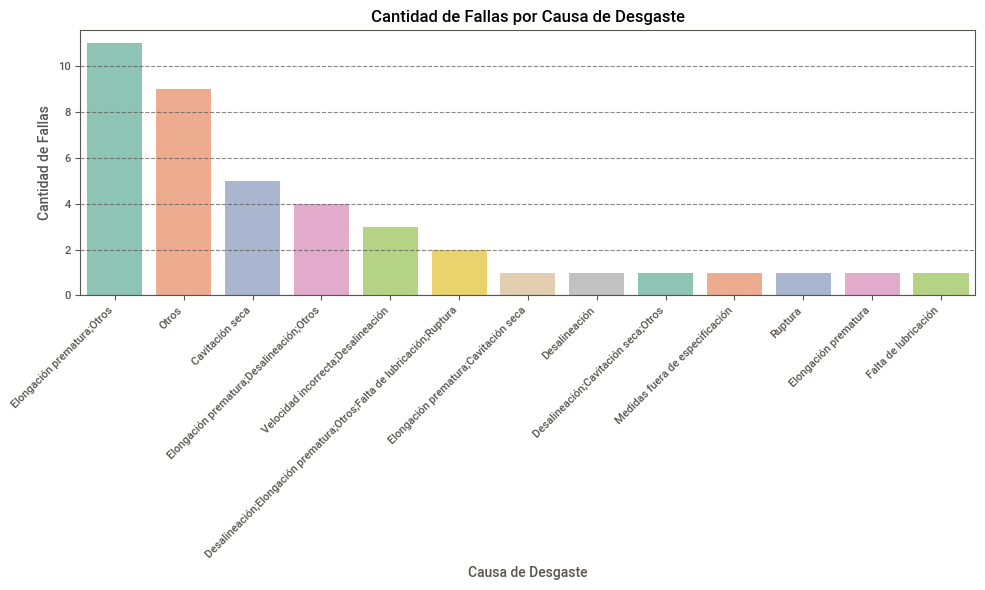 Cantidad de Fallas por Causa de Desgaste
Cantidad de Fallas
10
8
6
4
2
0
Elongación prematura;Otros
Otros
Cavitación seca
Elongación prematura;Desalineación;Otros
Velocidad incorrecta;Desalineación
Desalineación;Elongación prematura;Otros;Falta de lubricación;Ruptura
Elongación prematura;Cavitación seca
Desalineación
Desalineación;Cavitación seca;Otros
Medidas fuera de especificación
Ruptura
Elongación prematura
Falta de lubricación
Causa de Desgaste